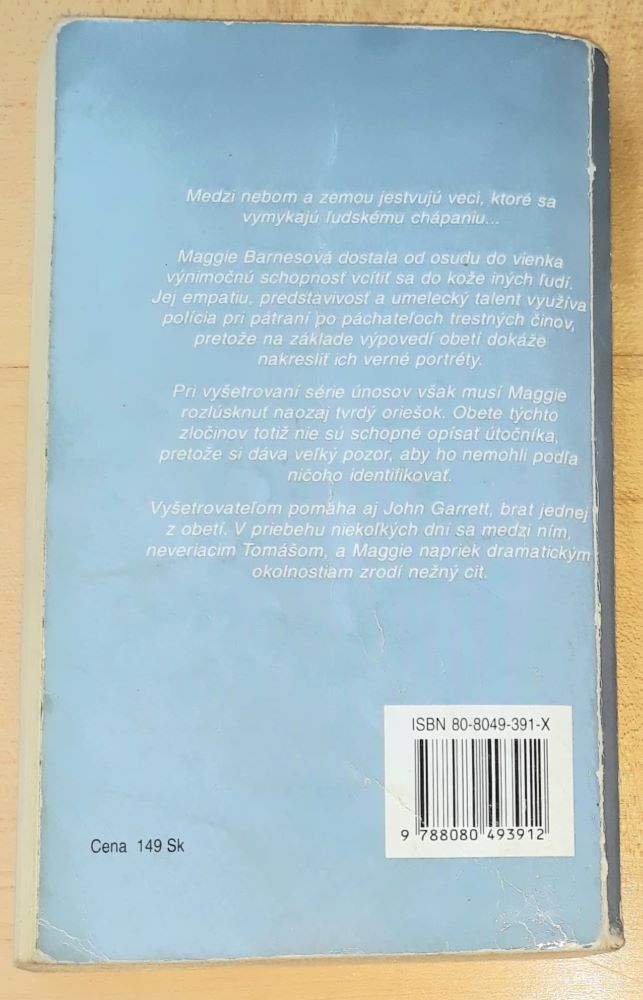 Medzi nebom a zemou jestvujú veci, ktoré sa
vymykajú ľudskému chápaniu...
Maggie Barnesová dostala od osudu do vienka
výnimočnú schopnosť vcítiť sa do kože iných ľudí.
Jej empatiu, predstavivosť a umelecký talent využíva
polícia pri pátraní po páchateľoch trestných činov,
pretože na základe výpovedí obetí dokáže
nakresliť ich verné portréty.
Pri vyšetrovaní série únosov však musí Maggie
rozlúsknuť naozaj tvrdý oriešok. Obete týchto
zločinov totiž nie sú schopné opísať útočníka,
pretože si dáva veľký pozor, aby ho nemohli podľa
ničoho identifikovať.
Vyšetrovateľom pomáha aj John Garrett, brat jednej
z obetí. V priebehu niekoľkých dní sa medzi ním,
neveriacim Tomášom, a Maggie napriek dramatickým
okolnostiam zrodí nežný cit.
ISBN 80-8049-391-X
9 788080 493912
Cena 149 Sk